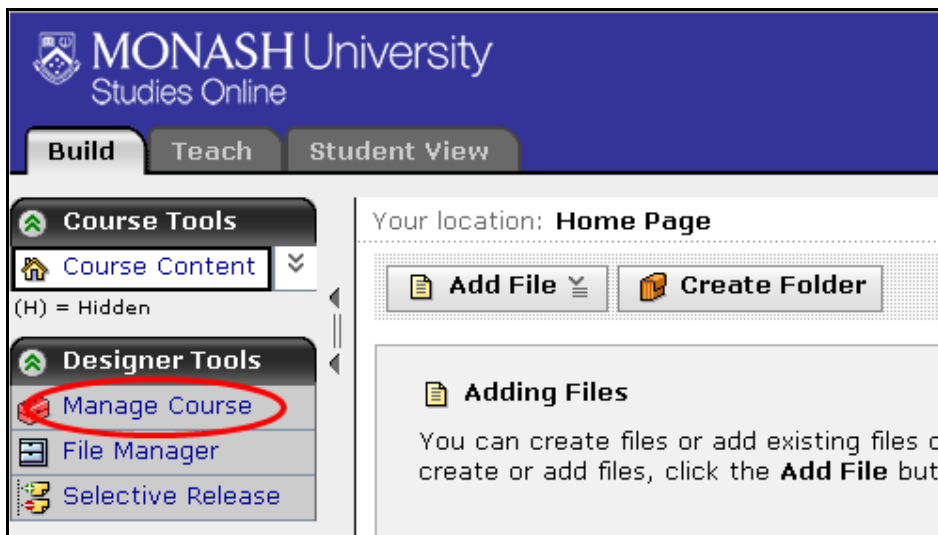 MONASH University
Studies Online
Build Teach Student View
Course Tools
Course Content
(H) = Hidden
Designer Tools
Manage Course
File Manager
Selective Release
Your location: Home Page
Add File Create Folder
Adding Files
You can create files or add existing files
create or add files, click the Add File but